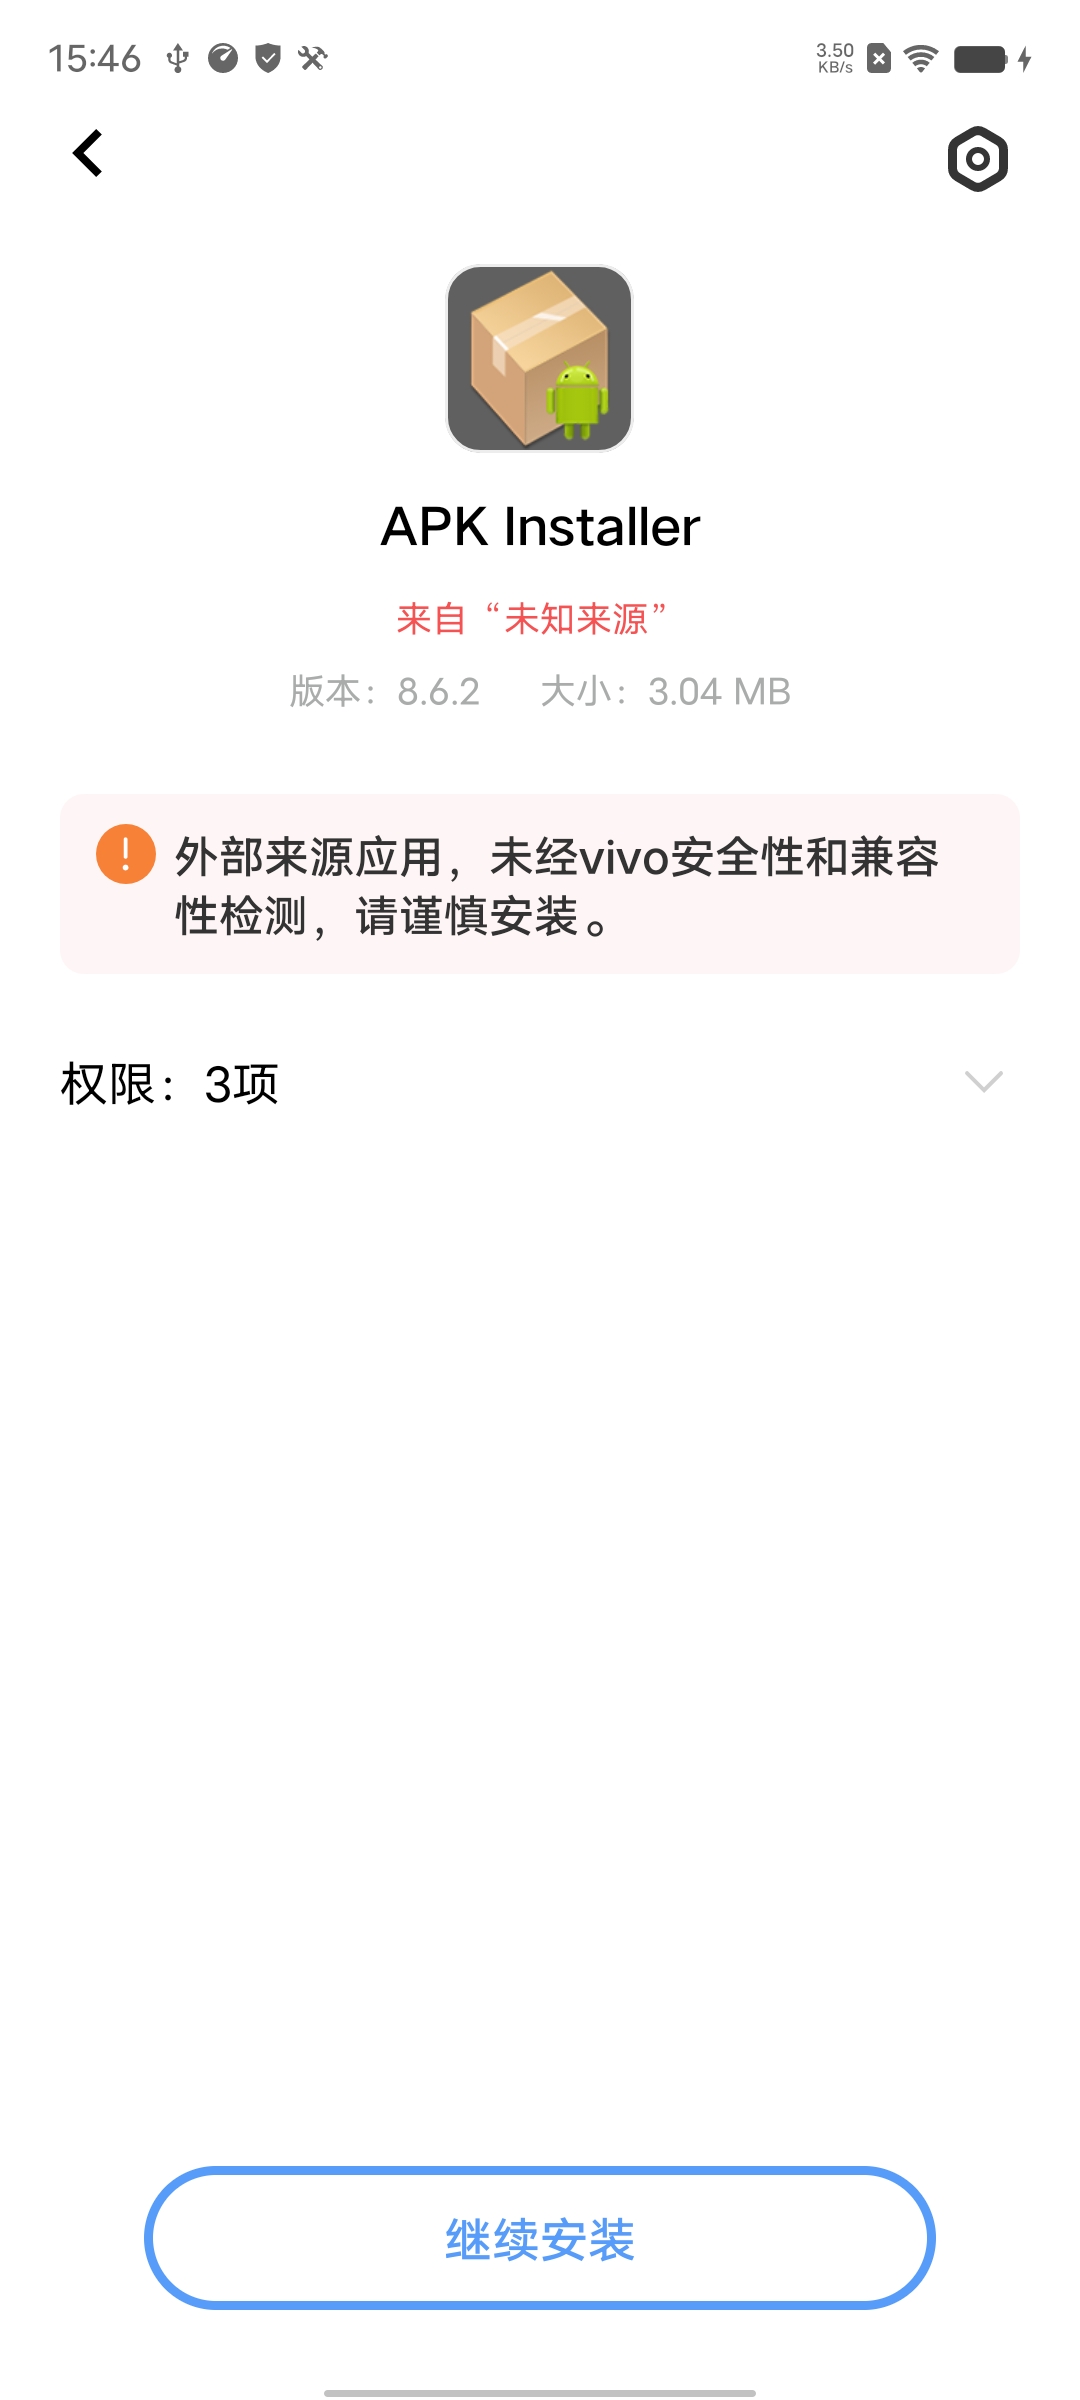 15:46
3.50
KB/s
APK Installer
来自“未知来源”
版本：8.6.2 大小：3.04 MB
外部来源应用，未经vivo安全性和兼容
性检测，请谨慎安装。
权限：3项
继续安装